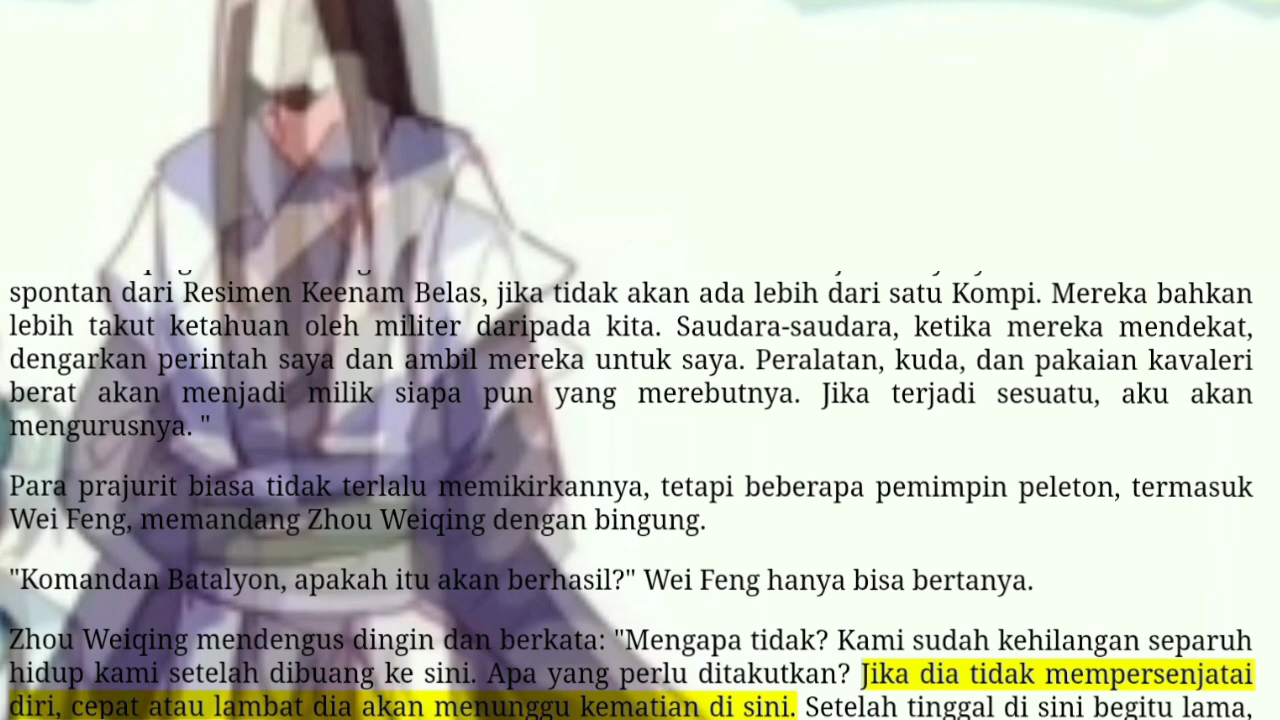 spontan dari Resimen Keenam Belas, jika tidak akan ada lebih dari satu Kompi. Mereka bahkan
lebih takut ketahuan oleh militer daripada kita. Saudara-saudara, ketika mereka mendekat,
dengarkan perintah saya dan ambil mereka untuk saya. Peralatan, kuda, dan pakaian kavaleri
berat akan menjadi milik siapa pun yang merebutnya. Jika terjadi sesuatu, aku akan
mengurusnya. "
Para prajurit biasa tidak terlalu memikirkannya, tetapi beberapa pemimpin peleton, termasuk
Wei Feng, memandang Zhou Weiqing dengan bingung.
"Komandan Batalyon, apakah itu akan berhasil?" Wei Feng hanya bisa bertanya.
Zhou Weiqing mendengus dingin dan berkata: "Mengapa tidak? Kami sudah kehilangan separuh
hidup kami setelah dibuang ke sini. Apa yang perlu ditakutkan? Jika dia tidak mempersenjatai
diri, cepat atau lambat dia akan menunggu kematian di sini. Setelah tinggal di sini begitu lama,